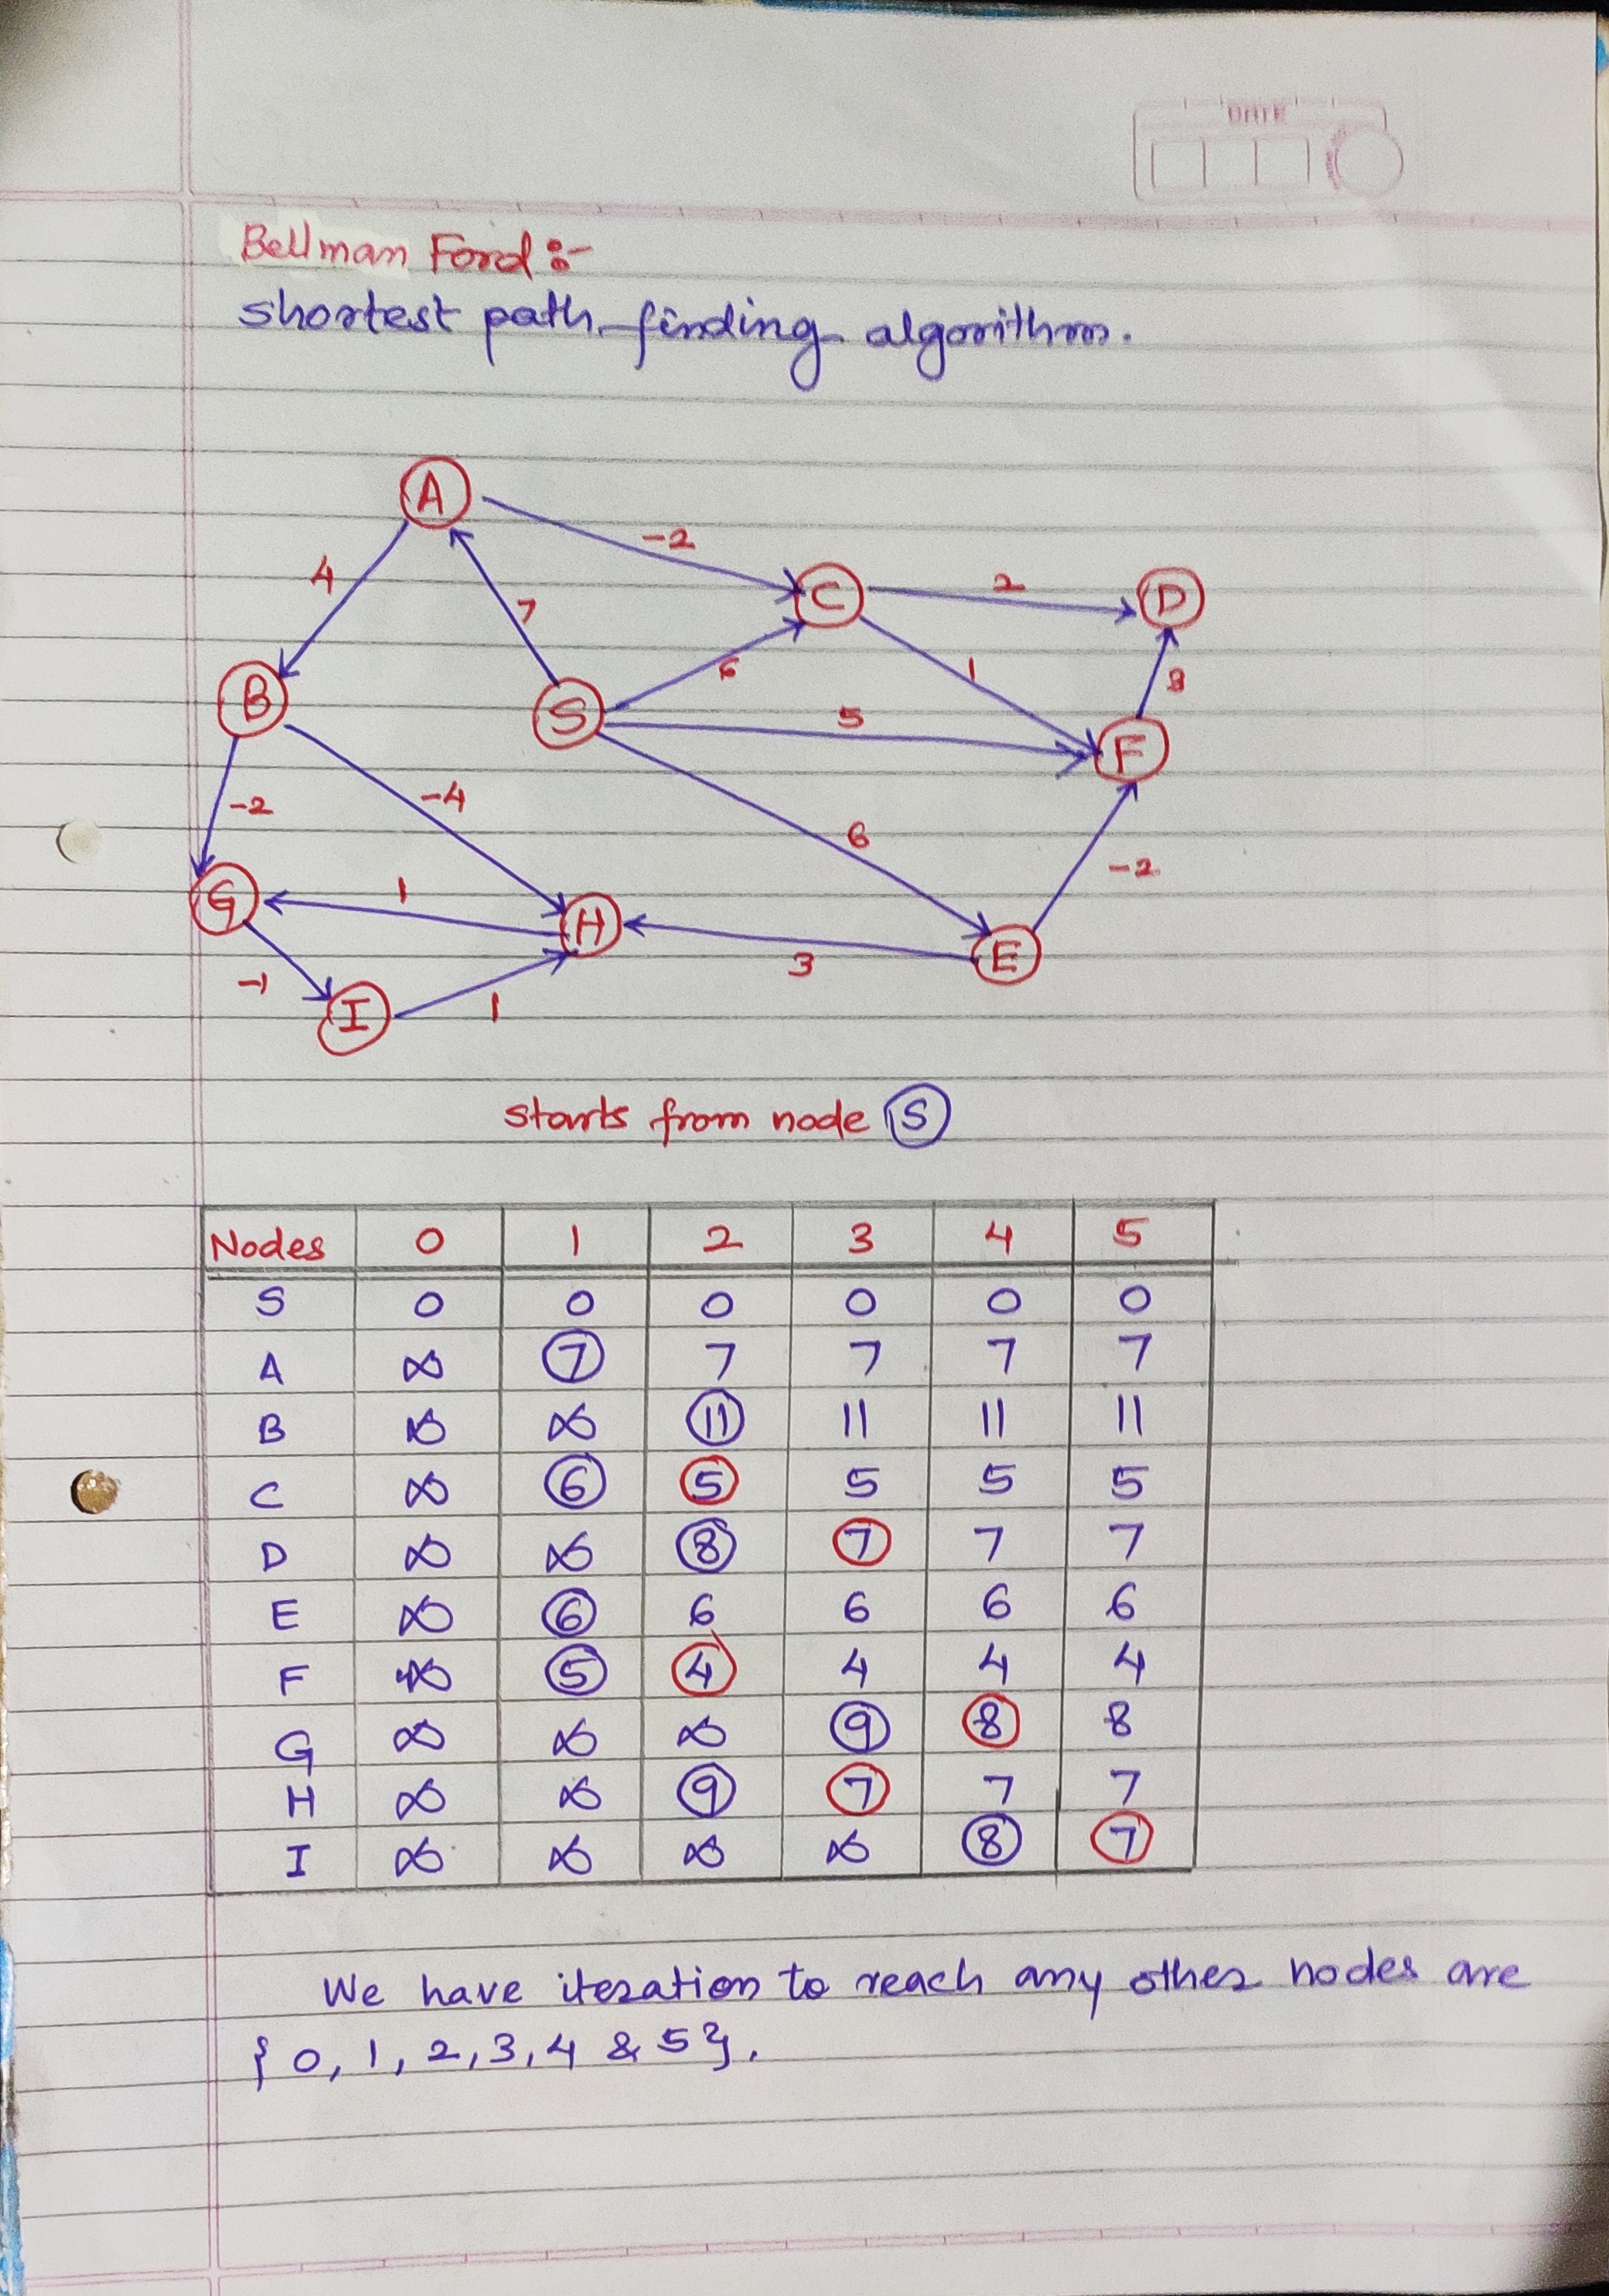 DATE
Bellman Ford :-
shortest path finding algorithm.
A
-2
4
7
C
2
D
B
S
6
1
3
5
F
-2
-4
6
-2
G
1
H
3
E
-1
I
1
starts from node S
Nodes 0 1 2 3 4 5
S 0 0 0 0 0 0
A ∞ 7 7 7 7 7
B ∞ ∞ 11 11 11 11
C ∞ 6 5 5 5 5
D ∞ ∞ 8 7 7 7
E ∞ 6 6 6 6 6
F ∞ 5 4 4 4 4
G ∞ ∞ ∞ 9 8 8
H ∞ ∞ 9 7 7 7
I ∞ ∞ ∞ ∞ 8 7
We have iteration to reach any other nodes are
{ 0, 1, 2, 3, 4 & 5 }.